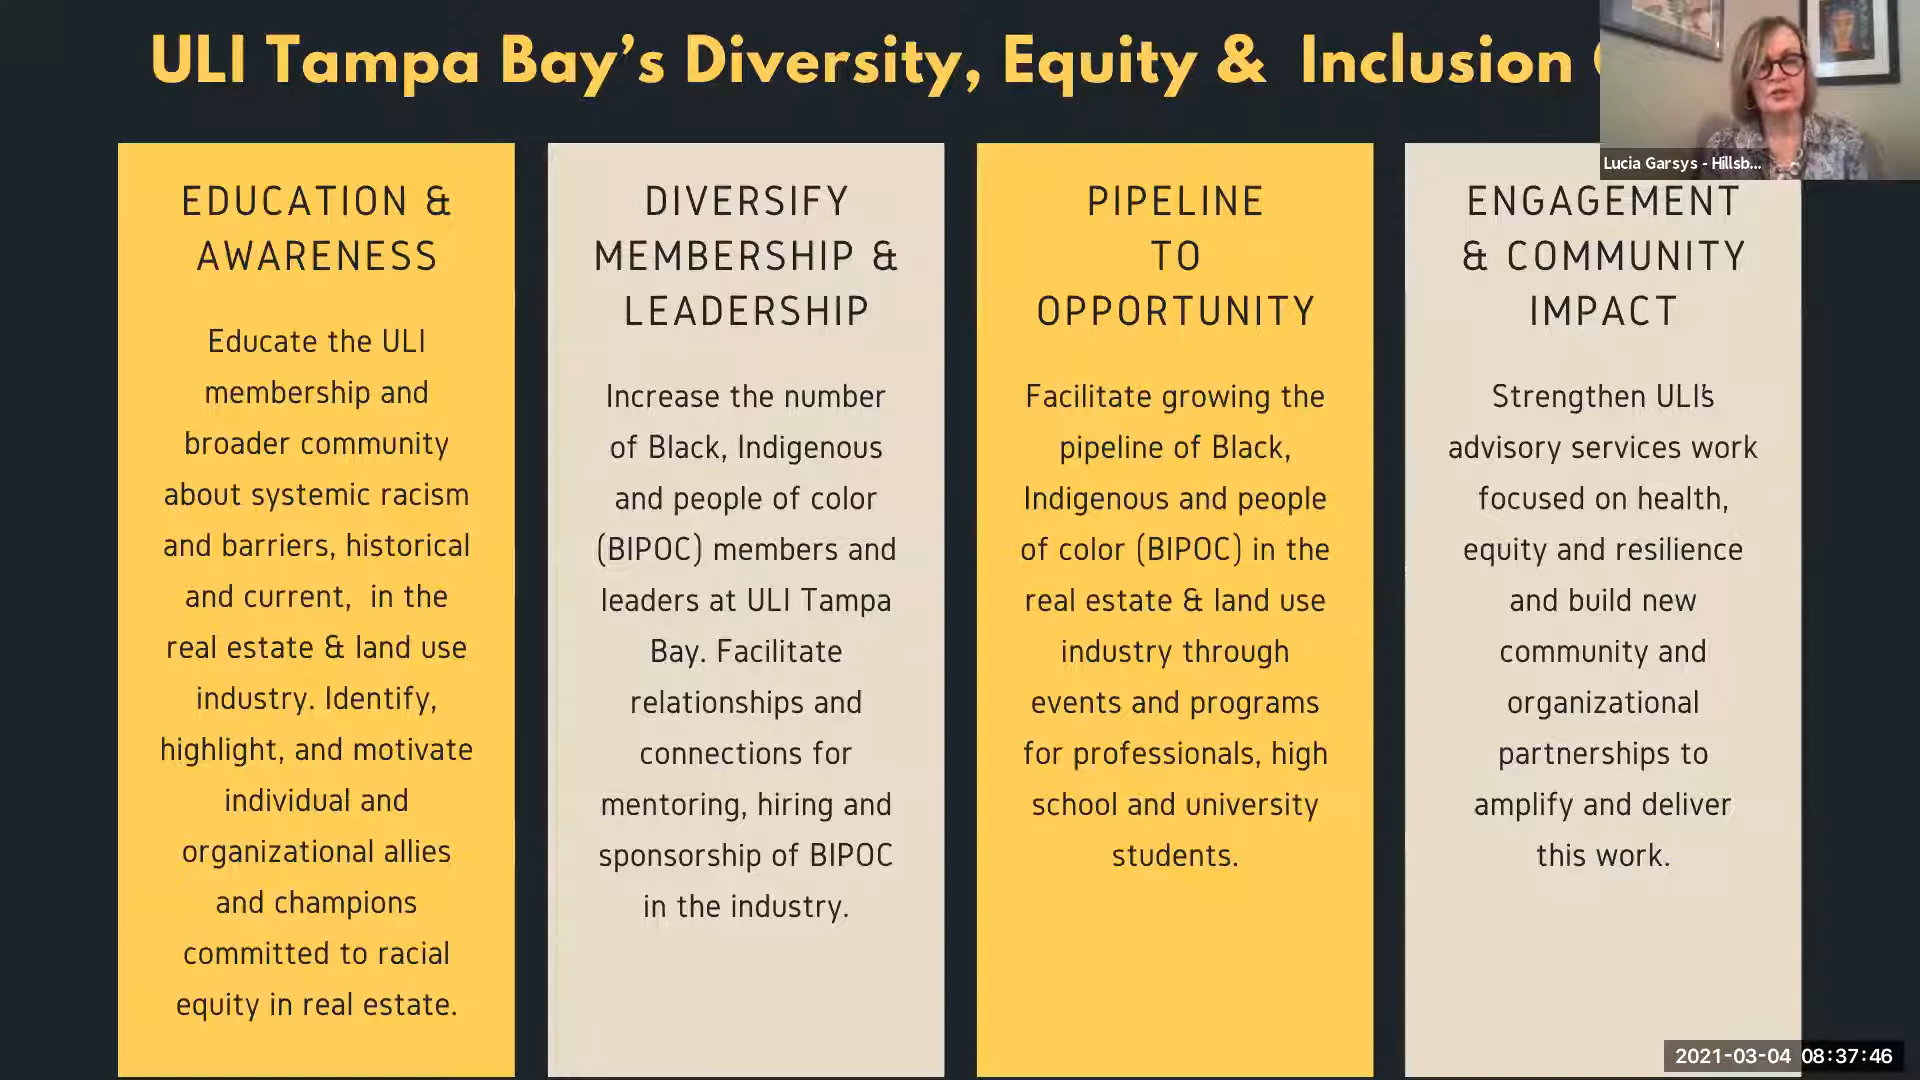 ULI Tampa Bay's Diversity, Equity & Inclusion
Lucia Garsys - Hillsb...
EDUCATION &
AWARENESS
Educate the ULI
membership and
broader community
about systemic racism
and barriers, historical
and current, in the
real estate & land use
industry. Identify,
highlight, and motivate
individual and
organizational allies
and champions
committed to racial
equity in real estate.
DIVERSIFY
MEMBERSHIP &
LEADERSHIP
Increase the number
of Black, Indigenous
and people of color
(BIPOC) members and
leaders at ULI Tampa
Bay. Facilitate
relationships and
connections for
mentoring, hiring and
sponsorship of BIPOC
in the industry.
PIPELINE
TO
OPPORTUNITY
Facilitate growing the
pipeline of Black,
Indigenous and people
of color (BIPOC) in the
real estate & land use
industry through
events and programs
for professionals, high
school and university
students.
ENGAGEMENT
& COMMUNITY
IMPACT
Strengthen ULI's
advisory services work
focused on health,
equity and resilience
and build new
community and
organizational
partnerships to
amplify and deliver
this work.
2021-03-04 08:37:46